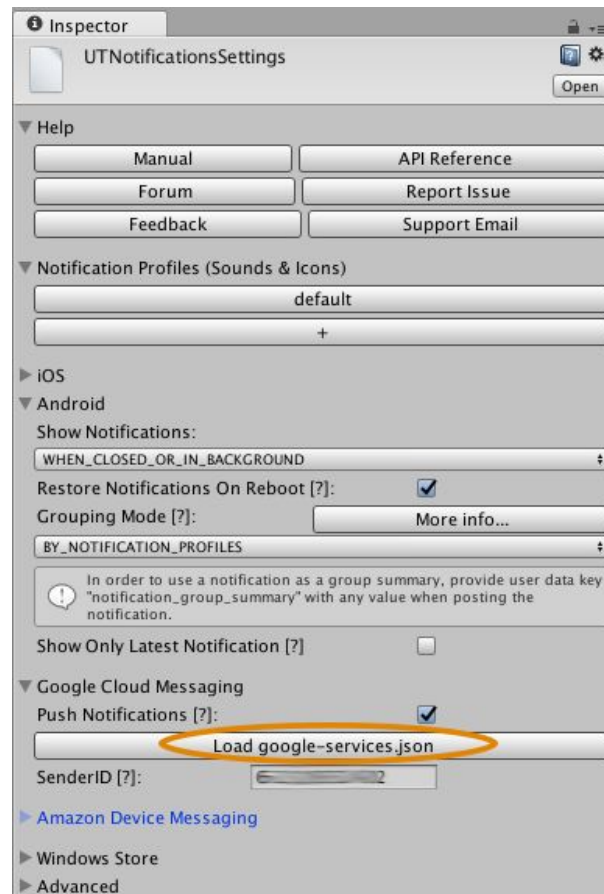 Inspector
UTNotificationsSettings
Open
Help
Manual API Reference
Forum Report Issue
Feedback Support Email
Notification Profiles (Sounds & Icons)
default
+
iOS
Android
Show Notifications:
WHEN_CLOSED_OR_IN_BACKGROUND
Restore Notifications On Reboot [?]:
Grouping Mode [?]: More info...
BY_NOTIFICATION_PROFILES
In order to use a notification as a group summary, provide user data key
"notification_group_summary" with any value when posting the
notification.
Show Only Latest Notification [?]
Google Cloud Messaging
Push Notifications [?]:
Load google-services.json
SenderID [?]:
Amazon Device Messaging
Windows Store
Advanced